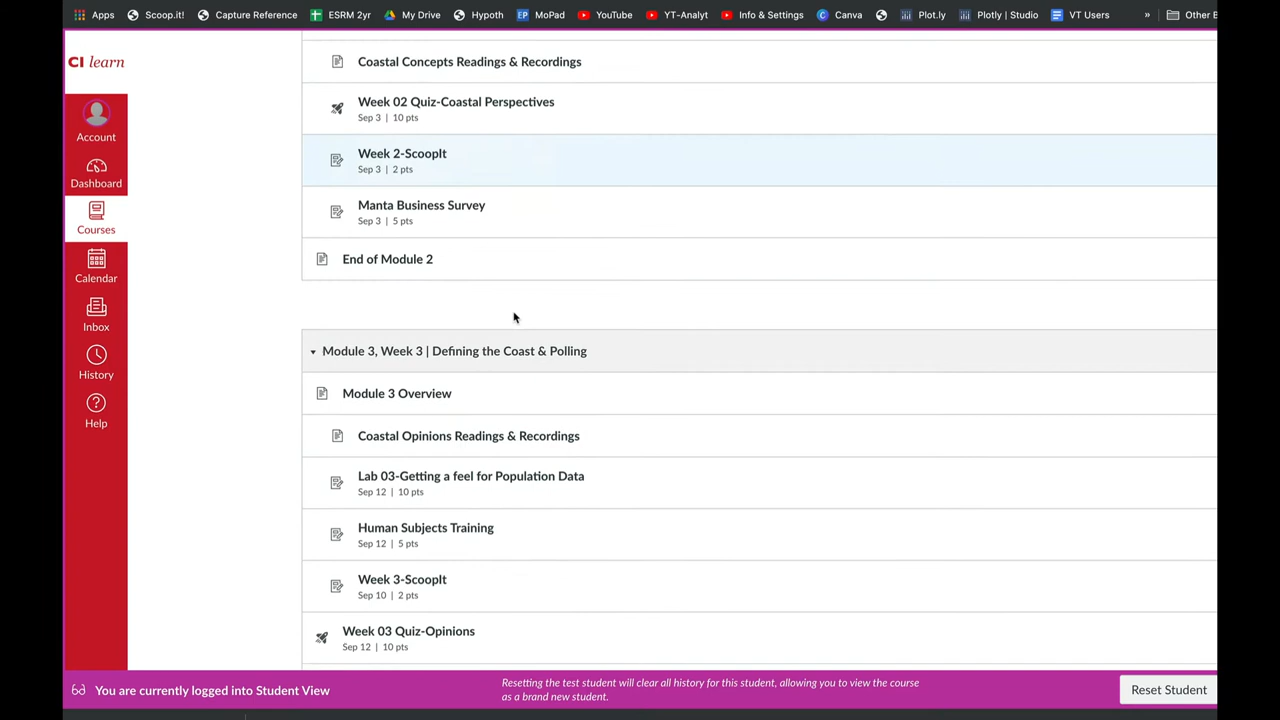 Apps Scoop.it! Capture Reference ESRM 2yr My Drive Hypoth MoPad YouTube YT-Analyt Info & Settings Canva Plot.ly Plotly | Studio VT Users » Other B
CI learn
Account
Dashboard
Courses
Calendar
Inbox
History
Help
Coastal Concepts Readings & Recordings
Week 02 Quiz-Coastal Perspectives
Sep 3 | 10 pts
Week 2-ScoopIt
Sep 3 | 2 pts
Manta Business Survey
Sep 3 | 5 pts
End of Module 2
Module 3, Week 3 | Defining the Coast & Polling
Module 3 Overview
Coastal Opinions Readings & Recordings
Lab 03-Getting a feel for Population Data
Sep 12 | 10 pts
Human Subjects Training
Sep 12 | 5 pts
Week 3-ScoopIt
Sep 10 | 2 pts
Week 03 Quiz-Opinions
Sep 12 | 10 pts
You are currently logged into Student View
Resetting the test student will clear all history for this student, allowing you to view the course
as a brand new student.
Reset Student